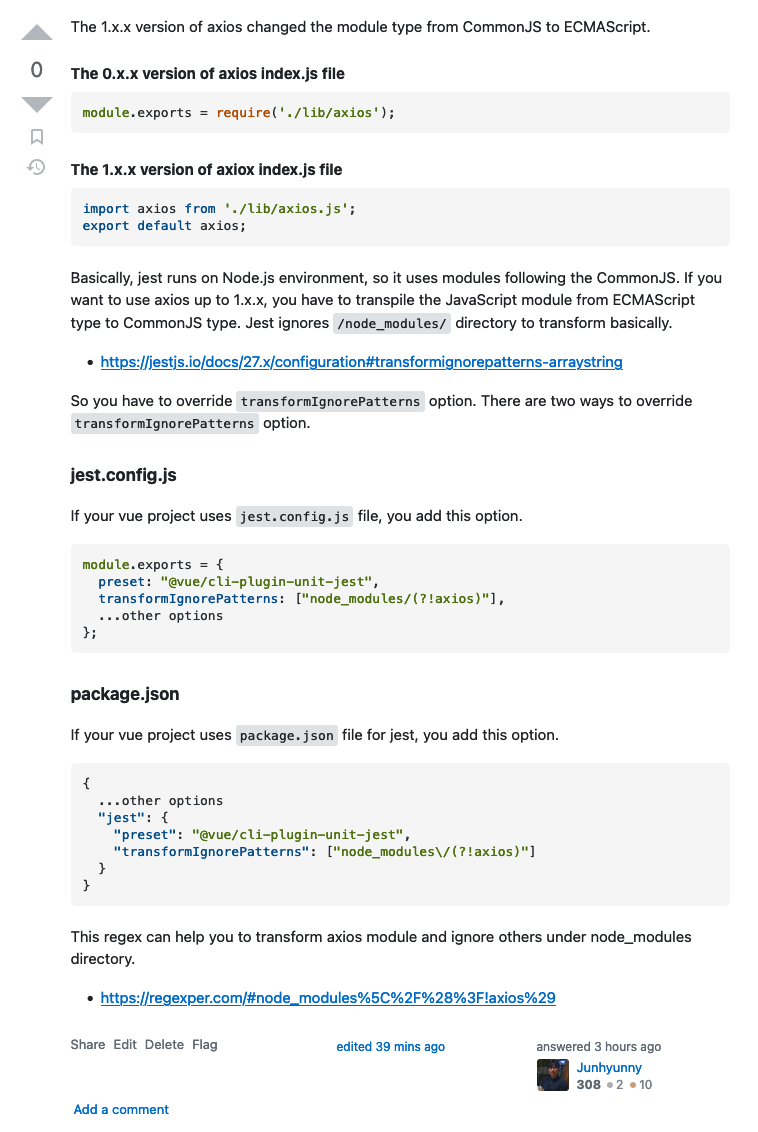 The 1.x.x version of axios changed the module type from CommonJS to ECMAScript.
0
The 0.x.x version of axios index.js file
module.exports = require('./lib/axios');
The 1.x.x version of axiox index.js file
import axios from './lib/axios.js';
export default axios;
Basically, jest runs on Node.js environment, so it uses modules following the CommonJS. If you
want to use axios up to 1.x.x, you have to transpile the JavaScript module from ECMAScript
type to CommonJS type. Jest ignores /node_modules/ directory to transform basically.
• https://jestjs.io/docs/27.x/configuration#transformignorepatterns-arraystring
So you have to override transformIgnorePatterns option. There are two ways to override
transformIgnorePatterns option.
jest.config.js
If your vue project uses jest.config.js file, you add this option.
module.exports = {
  preset: "@vue/cli-plugin-unit-jest",
  transformIgnorePatterns: ["node_modules/(?!axios)"],
  ...other options
};
package.json
If your vue project uses package.json file for jest, you add this option.
{
  ...other options
  "jest": {
    "preset": "@vue/cli-plugin-unit-jest",
    "transformIgnorePatterns": ["node_modules\/(?!axios)"]
  }
}
This regex can help you to transform axios module and ignore others under node_modules
directory.
• https://regexper.com/#node_modules%5C%2F%28%3F!axios%29
Share Edit Delete Flag
edited 39 mins ago
answered 3 hours ago
Junhyunny
308 ●2 ●10
Add a comment